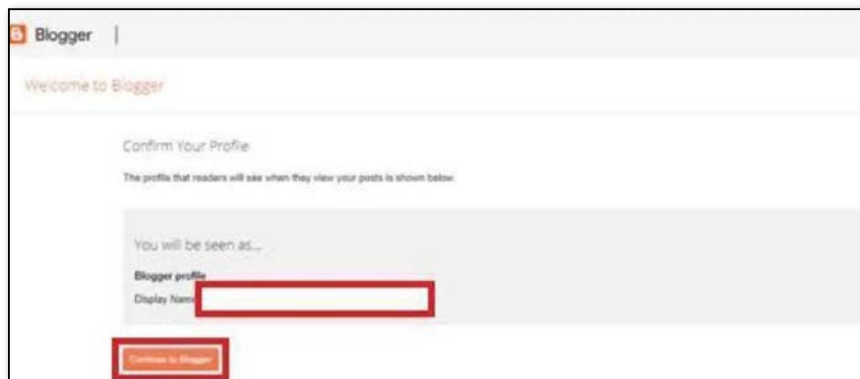 Blogger
Welcome to Blogger
Confirm Your Profile
The profile that readers will see when they view your posts is shown below.
You will be seen as...
Blogger profile
Display Name
Continue to Blogger